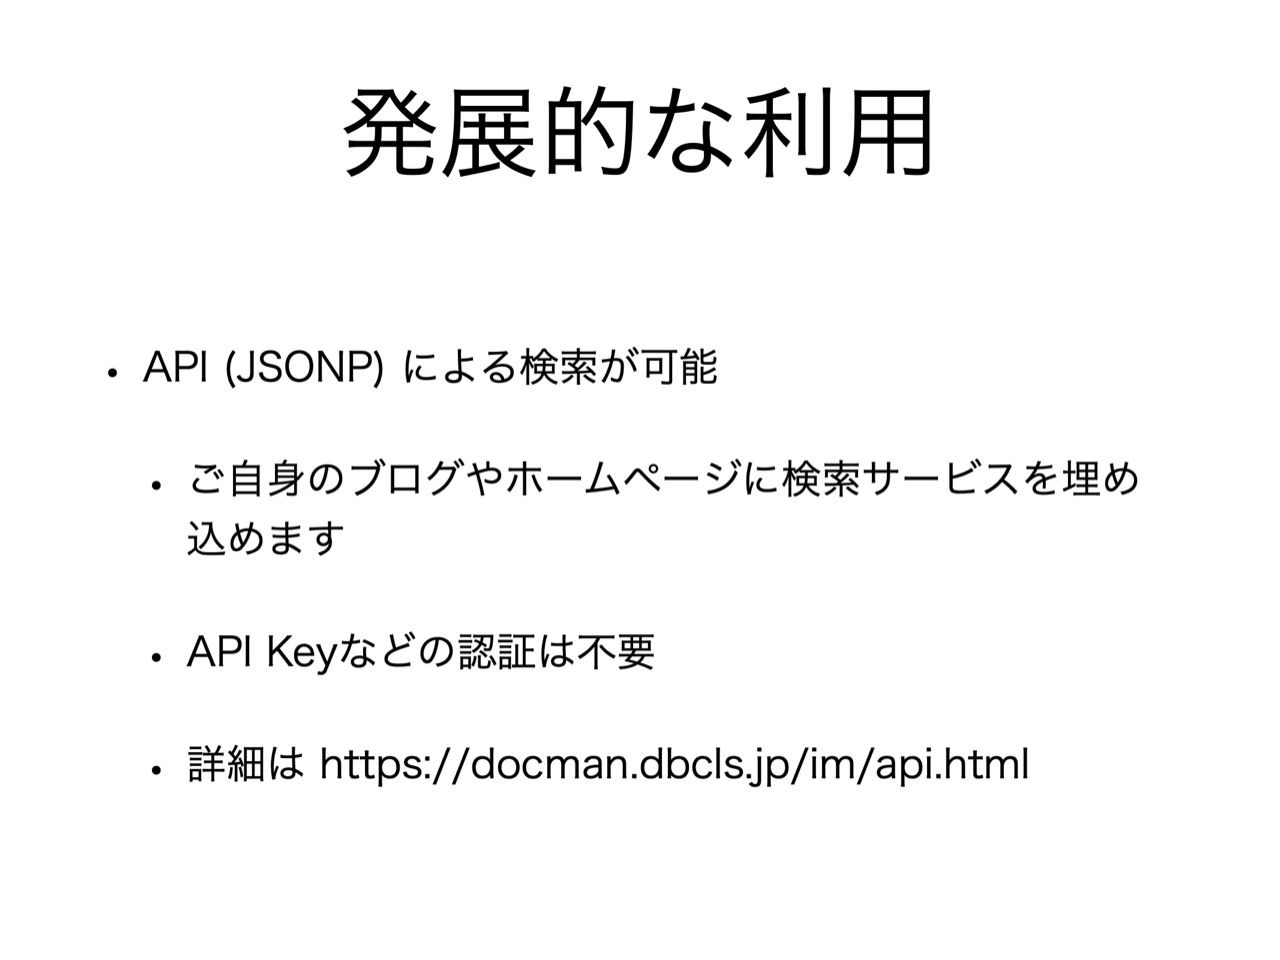 発展的な利用
• API (JSONP) による検索が可能
• ご自身のブログやホームページに検索サービスを埋め
込めます
• API Keyなどの認証は不要
• 詳細は https://docman.dbcls.jp/im/api.html